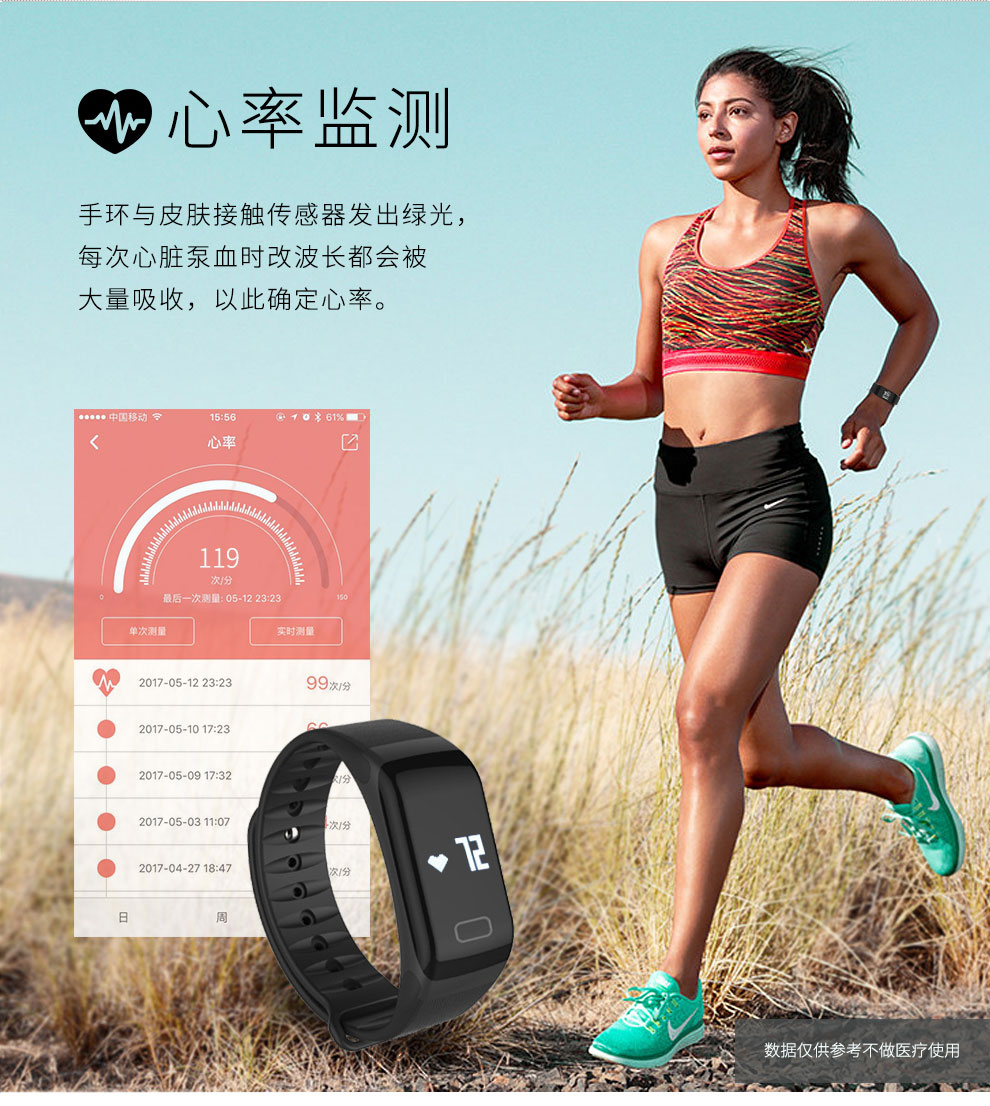 心率监测
手环与皮肤接触传感器发出绿光，
每次心脏泵血时改波长都会被
大量吸收，以此确定心率。
中国移动 15:56 61%
心率
119
次/分
最后一次测量: 05-12 23:23
0 150
单次测量 实时测量
2017-05-12 23:23 99次/分
2017-05-10 17:23
2017-05-09 17:32 次/分
2017-05-03 11:07 次/分
2017-04-27 18:47 次/分
日 周
72
数据仅供参考不做医疗使用